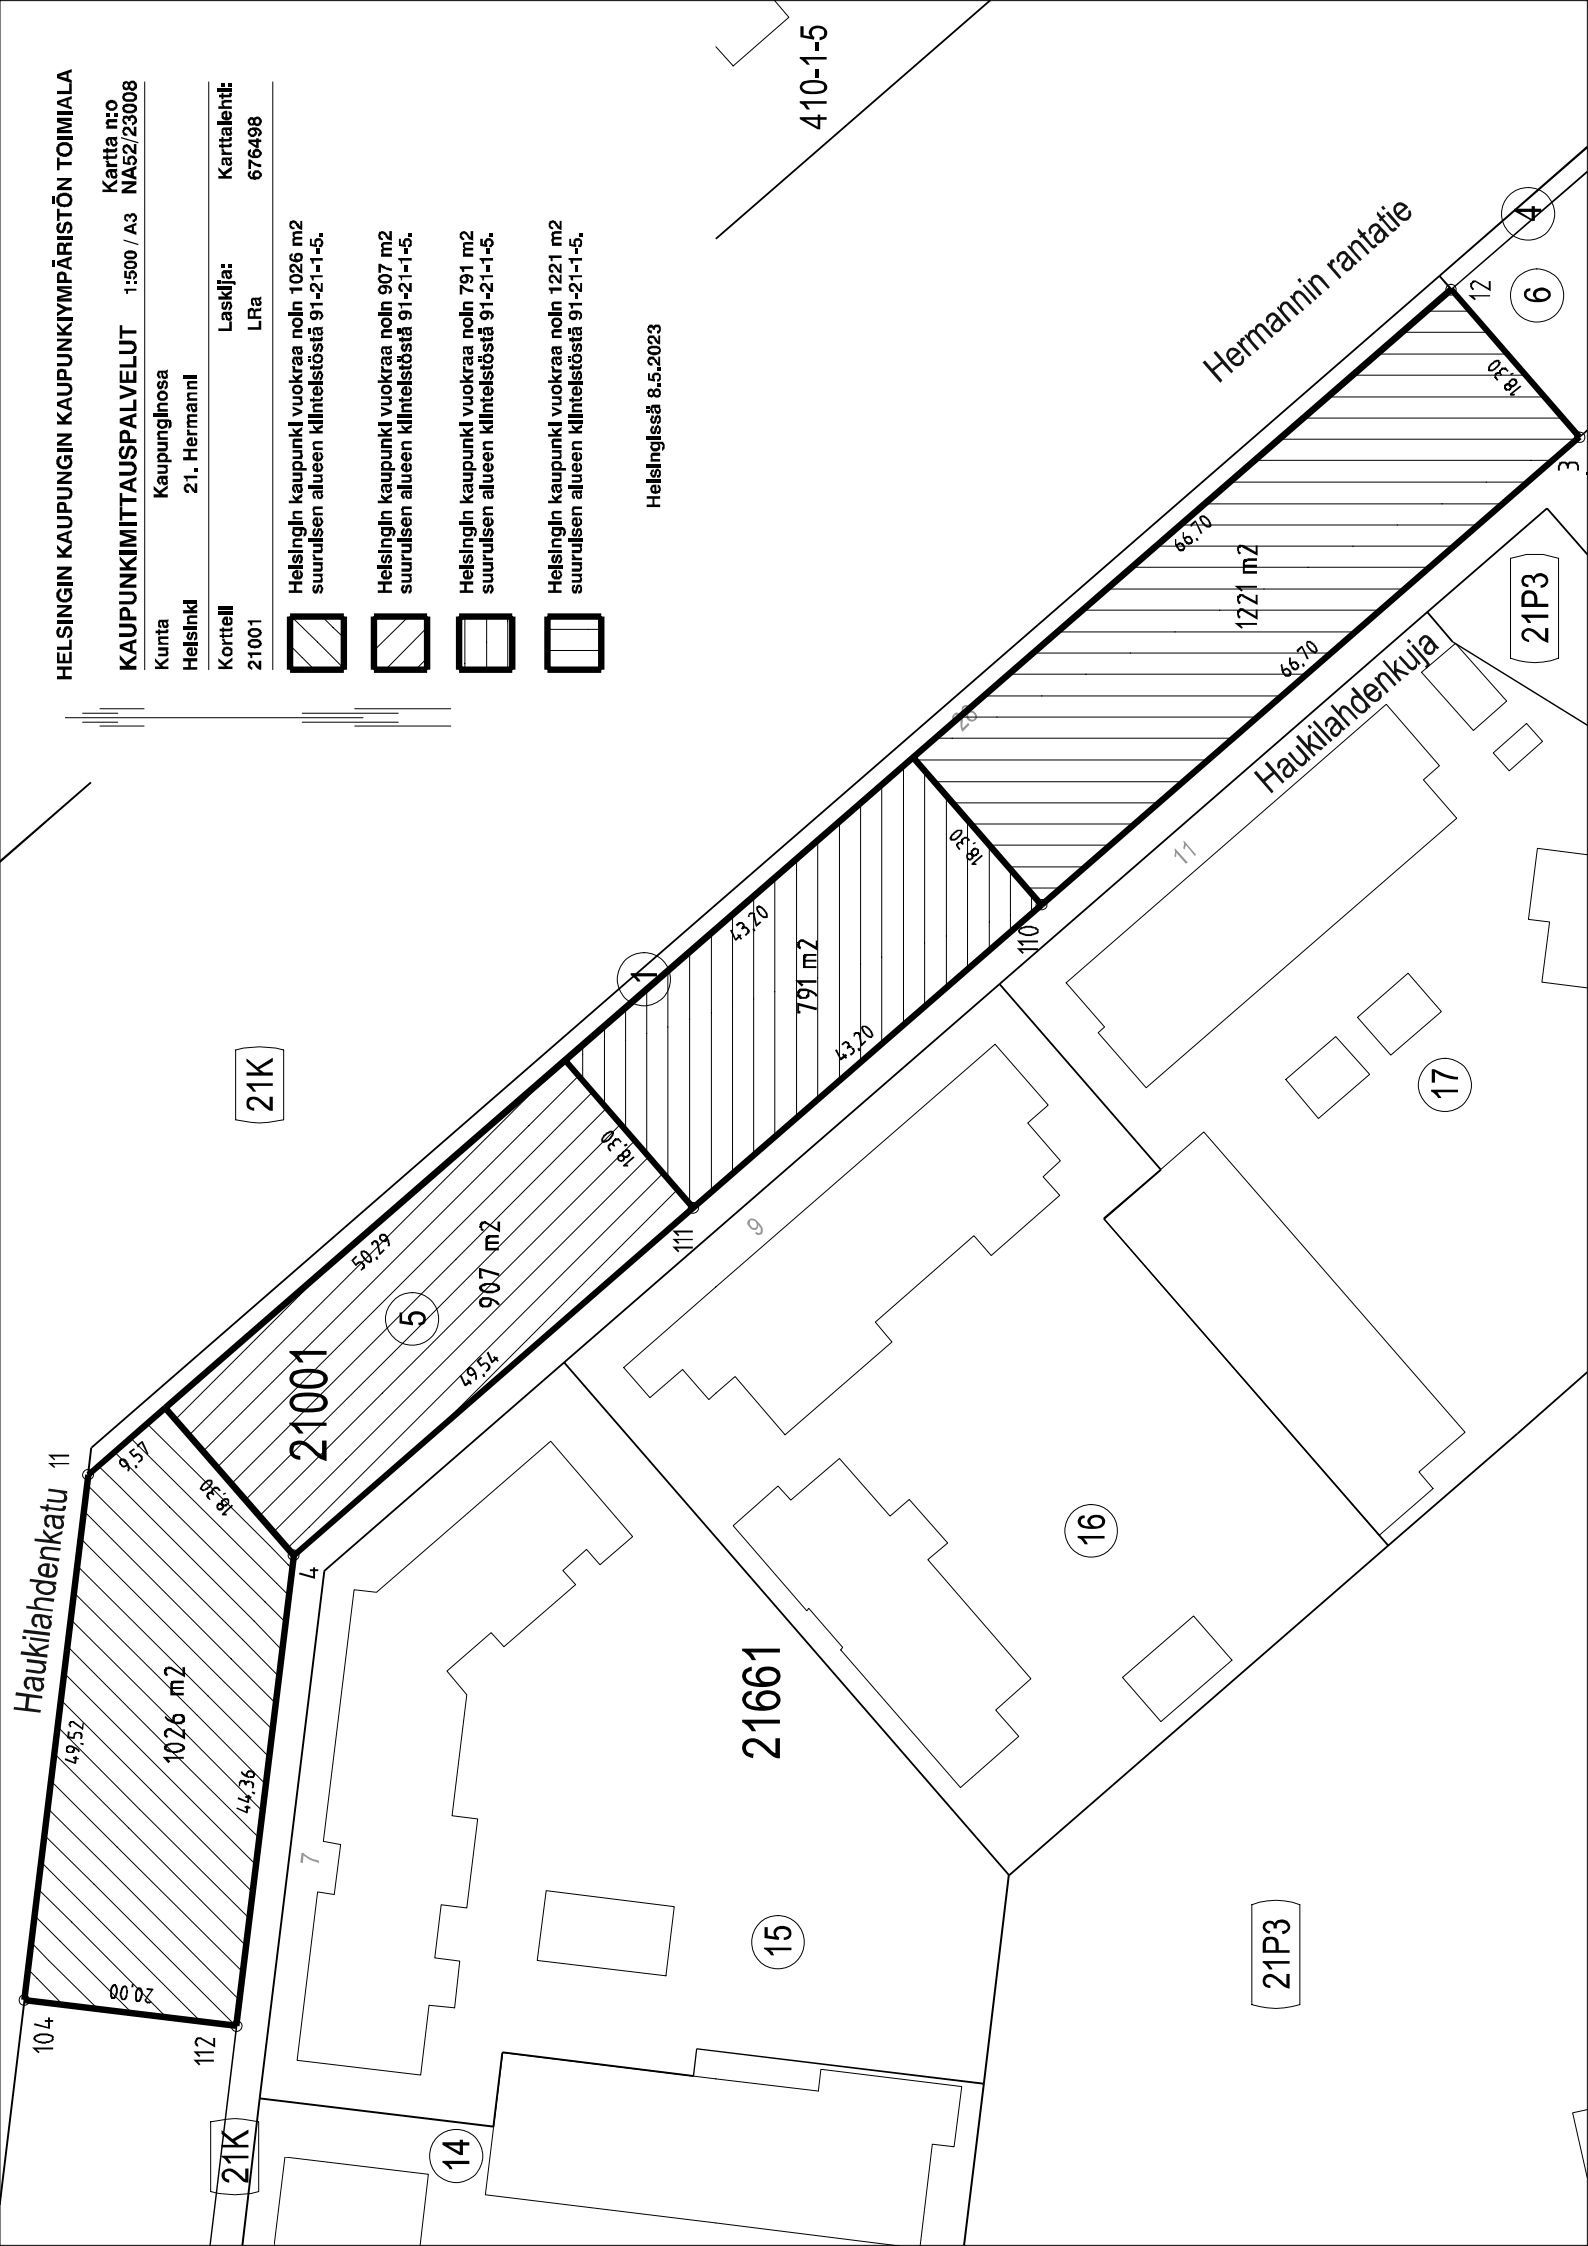 HELSINGIN KAUPUNGIN KAUPUNKIYMPÄRISTÖN TOIMIALA
Kartta n:o
KAUPUNKIMITTAUSPALVELUT 1:500 / A3 NA52/23008
Kunta Kaupunginosa
Helsinki 21. Hermanni
Kortteli Laskija: Karttalehti:
21001 LRa 676498
Helsingin kaupunki vuokraa noin 1026 m2
suuruisen alueen kiinteistöstä 91-21-1-5.
Helsingin kaupunki vuokraa noin 907 m2
suuruisen alueen kiinteistöstä 91-21-1-5.
Helsingin kaupunki vuokraa noin 791 m2
suuruisen alueen kiinteistöstä 91-21-1-5.
Helsingin kaupunki vuokraa noin 1221 m2
suuruisen alueen kiinteistöstä 91-21-1-5.
Helsingissä 8.5.2023
410-1-5
Hermannin rantatie
4
6
12
18.30
3
66.70
1221 m2
66.70
21P3
Haukilahdenkuja
28
11
18.30
110
43.20
791 m2
43.20
1
17
21K
18.30
111
9
50.29
907 m2
5
49.54
21001
Haukilahdenkatu 11
9.57
18.30
4
49.52
1026 m2
44.36
20.00
104
112
7
21661
16
15
21P3
21K
14